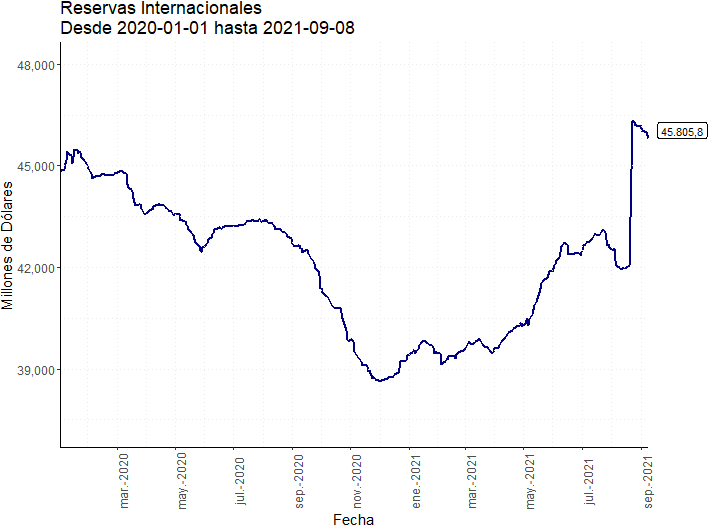 Reservas Internacionales
Desde 2020-01-01 hasta 2021-09-08
48,000
45,000
42,000
39,000
Millones de Dólares
45.805,8
mar.-2020
may.-2020
jul.-2020
sep.-2020
nov.-2020
ene.-2021
mar.-2021
may.-2021
jul.-2021
sep.-2021
Fecha